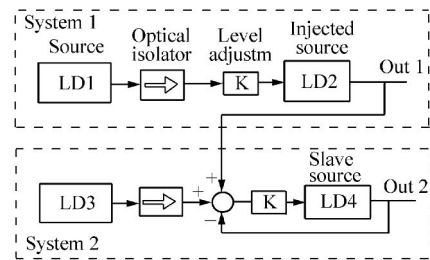 System 1
Source
Optical
isolator
Level
adjustm
Injected
source
LD1
K
LD2
Out 1
+
Slave
source
LD3
+
−
K
LD4
Out 2
System 2